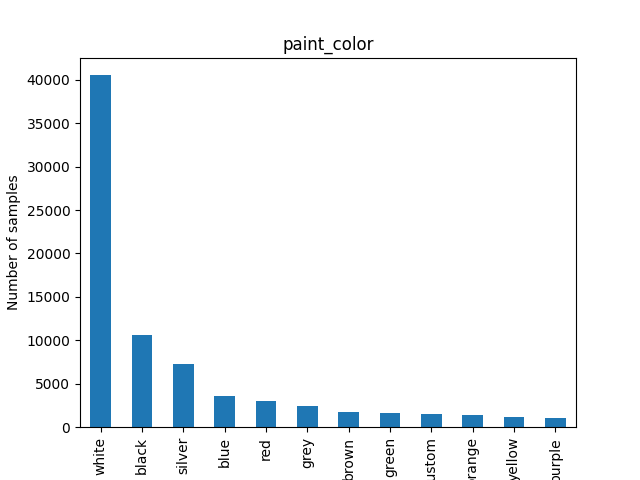 paint_color
Number of samples
40000
35000
30000
25000
20000
15000
10000
5000
0
white
black
silver
blue
red
grey
brown
green
ustom
range
yellow
purple